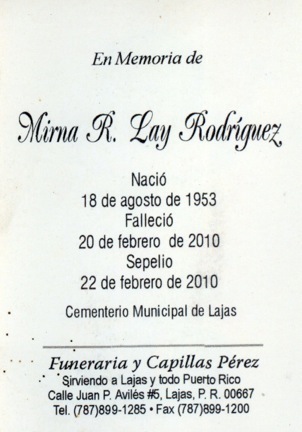 En Memoria de
Mirna R. Lay Rodríguez
Nació
18 de agosto de 1953
Falleció
20 de febrero de 2010
Sepelio
22 de febrero de 2010
Cementerio Municipal de Lajas
Funeraria y Capillas Pérez
Sirviendo a Lajas y todo Puerto Rico
Calle Juan P. Avilés #5, Lajas, P. R. 00667
Tel. (787)899-1285 • Fax (787)899-1200